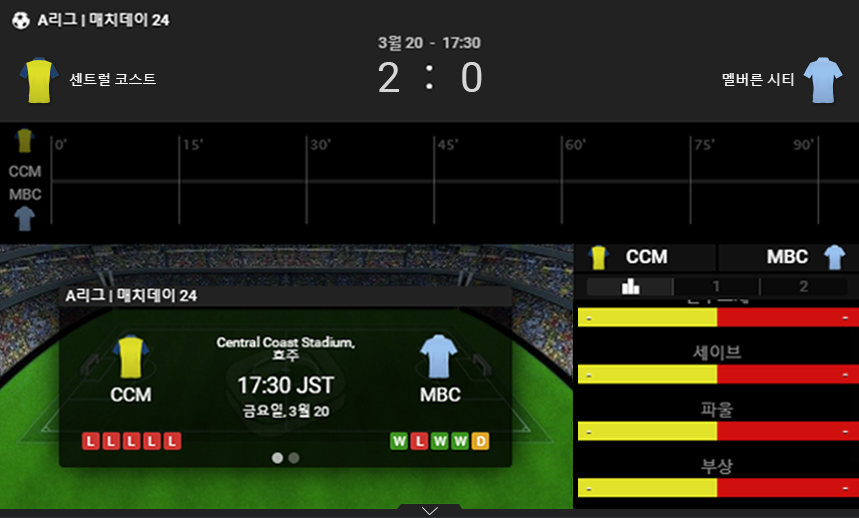 A리그 | 매치데이 24
3월 20 - 17:30
센트럴 코스트
2 : 0
멜버른 시티
0' 15' 30' 45' 60' 75' 90'
CCM
MBC
CCM MBC
1 2
A리그 | 매치데이 24
Central Coast Stadium,
호주
17:30 JST
금요일, 3월 20
CCM
MBC
L L L L L
W L W W D
- -
세이브
- -
파울
- -
부상
- -